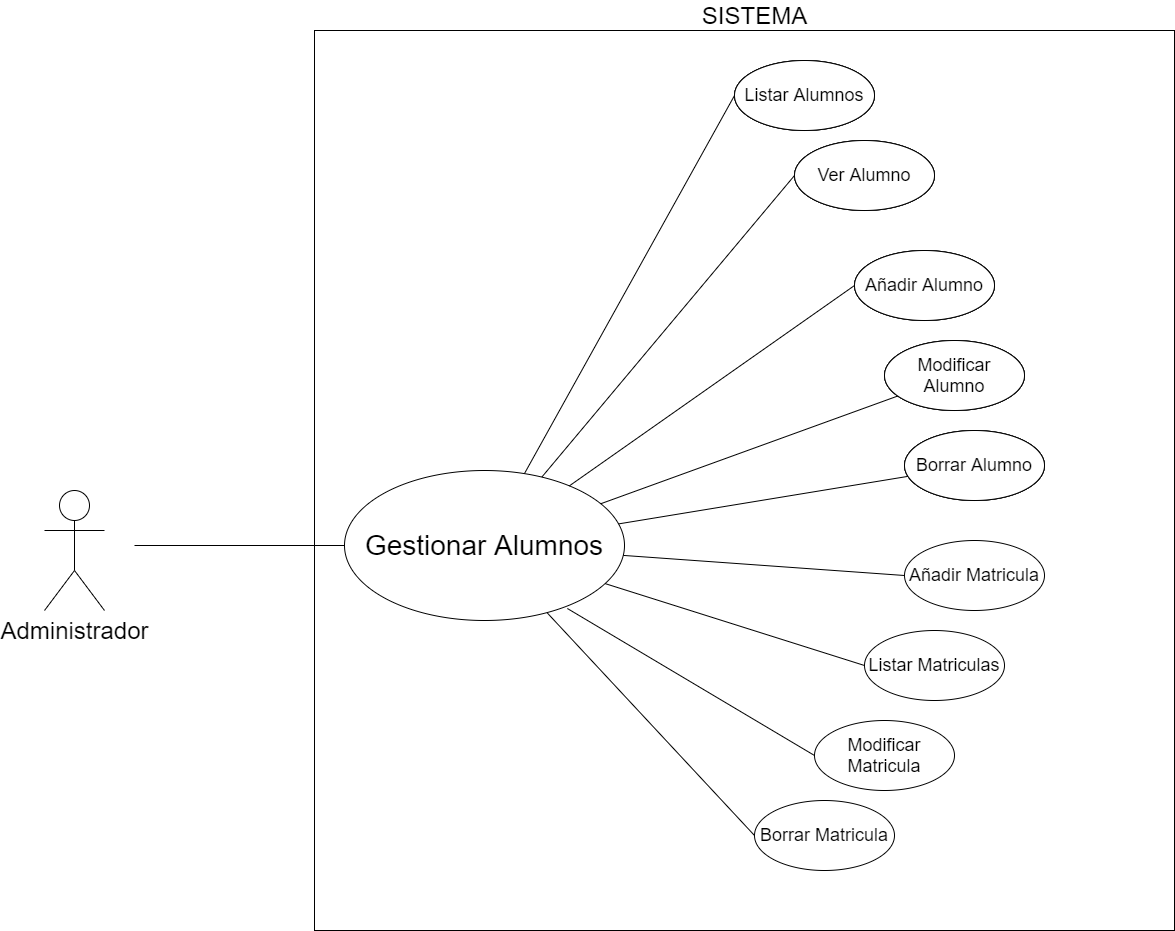 SISTEMA
Listar Alumnos
Ver Alumno
Añadir Alumno
Modificar
Alumno
Borrar Alumno
Gestionar Alumnos
Añadir Matricula
Administrador
Listar Matriculas
Modificar
Matricula
Borrar Matricula